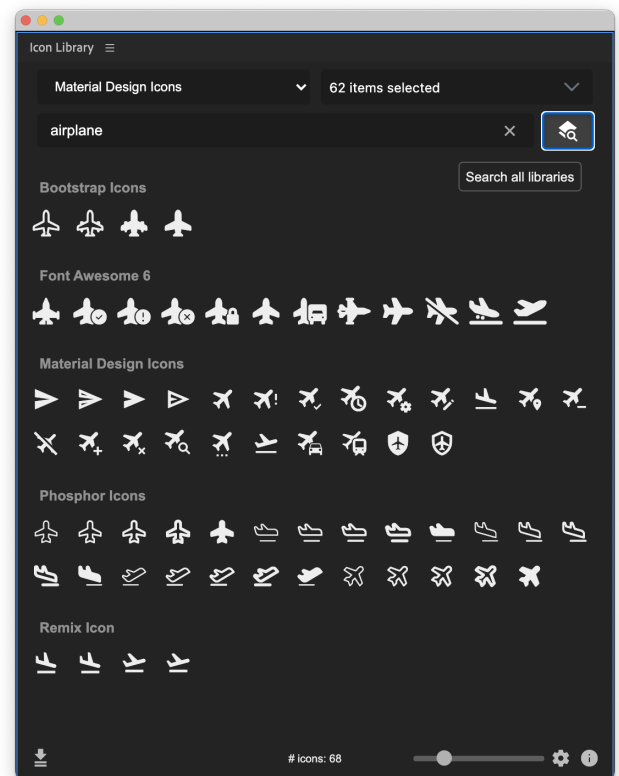 Icon Library
Material Design Icons
62 items selected
airplane
Search all libraries
Bootstrap Icons
Font Awesome 6
Material Design Icons
Phosphor Icons
Remix Icon
# icons: 68